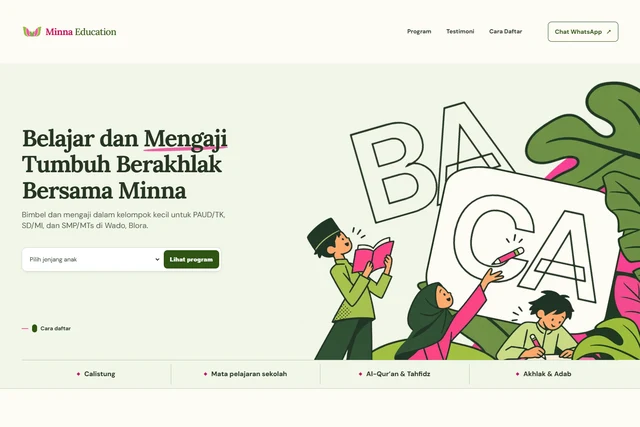 Minna Education
Program
Testimoni
Cara Daftar
Chat WhatsApp ↗
Belajar dan Mengaji
Tumbuh Berakhlak
Bersama Minna
Bimbel dan mengaji dalam kelompok kecil untuk PAUD/TK,
SD/MI, dan SMP/MTs di Wado, Blora.
Pilih jenjang anak
Lihat program
BA
CA
Cara daftar
Calistung
Mata pelajaran sekolah
Al-Qur'an & Tahfidz
Akhlak & Adab